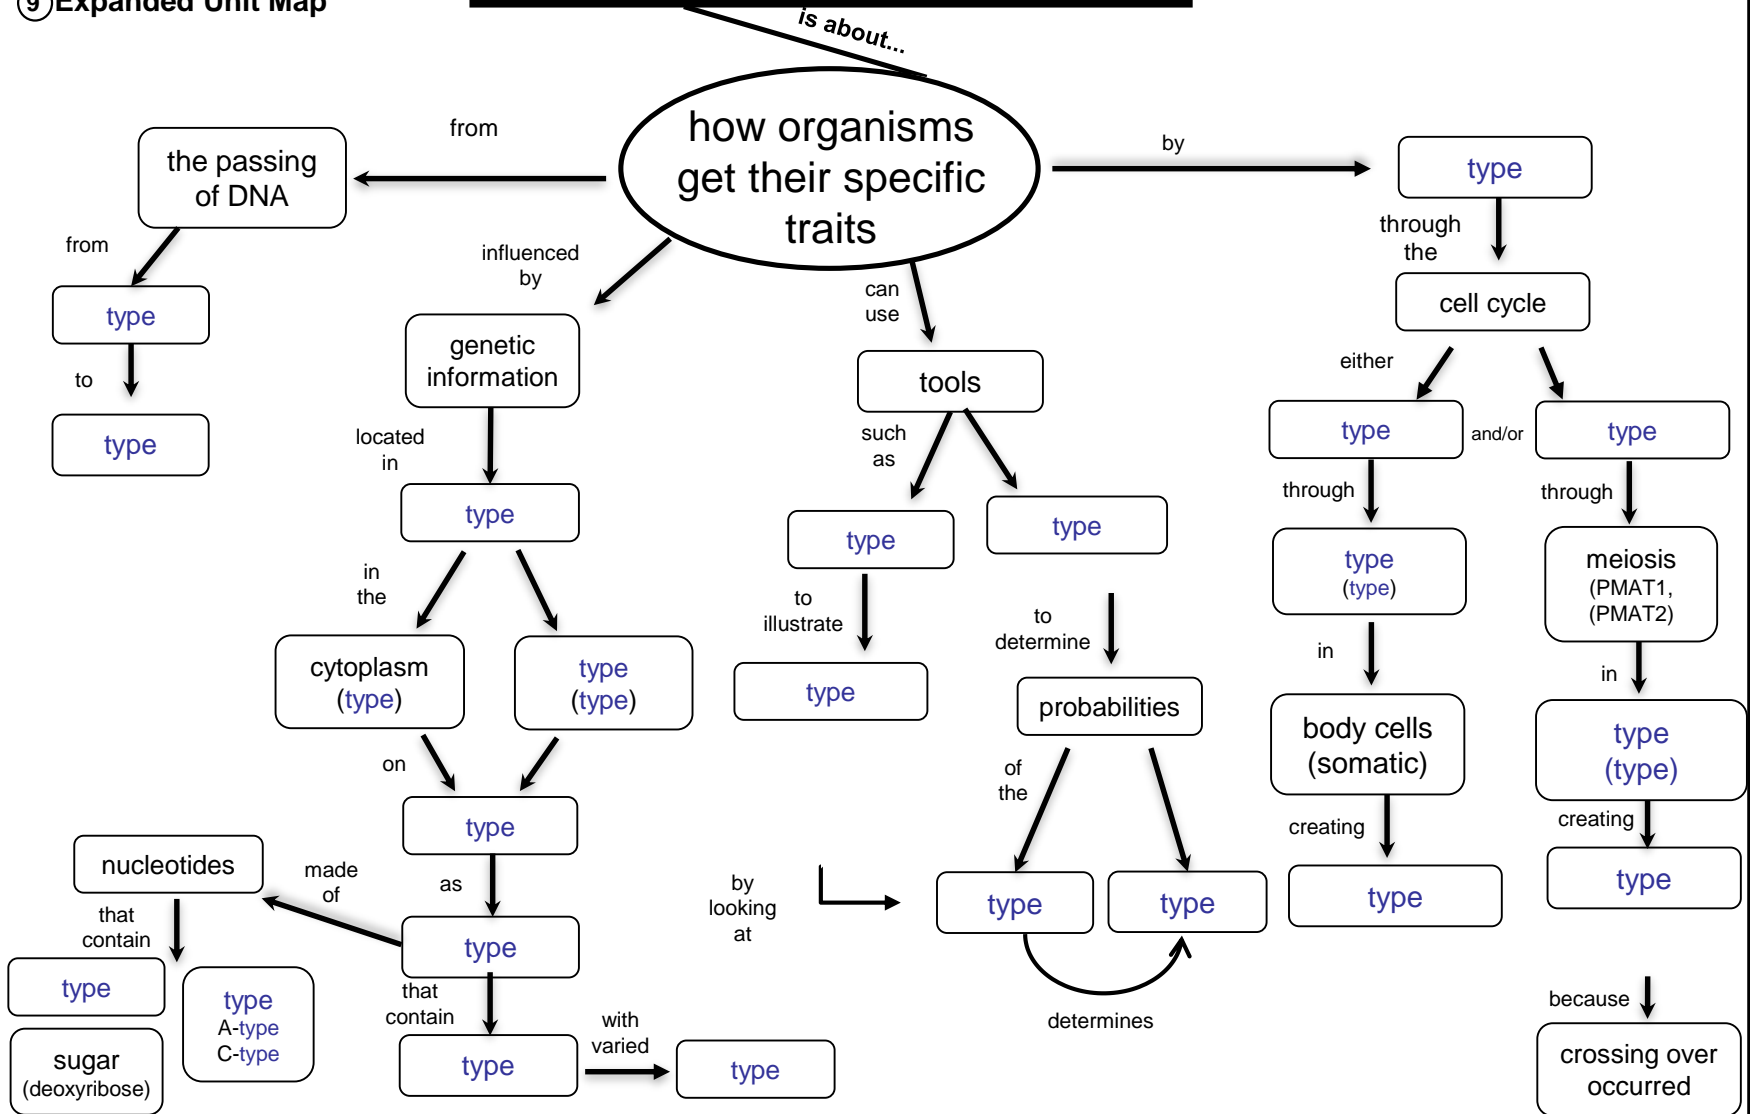 9 Expanded Unit Map
is about...
how organisms
get their specific
traits
from
the passing
of DNA
from
type
to
type
influenced
by
genetic
information
located
in
type
in
the
cytoplasm
(type)
type
(type)
on
type
as
type
made
of
nucleotides
that
contain
type
sugar
(deoxyribose)
type
A-type
C-type
that
contain
type
with
varied
type
can
use
tools
such
as
type
type
to
illustrate
type
to
determine
probabilities
of
the
by
looking
at
type
type
determines
by
type
through
the
cell cycle
either
type
and/or
type
through
type
(type)
in
body cells
(somatic)
creating
type
through
meiosis
(PMAT1,
(PMAT2)
in
type
(type)
creating
type
because
crossing over
occurred